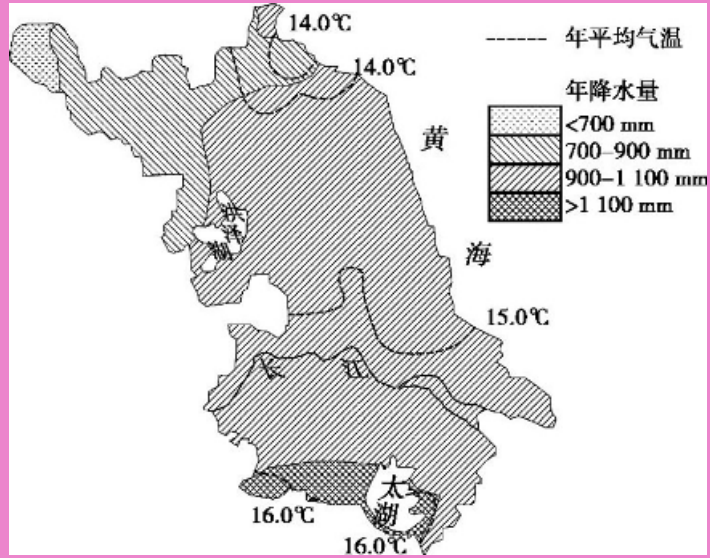 14.0℃
年平均气温
14.0℃
年降水量
<700 mm
黄
700-900 mm
900-1 100 mm
>1 100 mm
洪泽湖
海
15.0℃
长
江
太湖
16.0℃
16.0℃